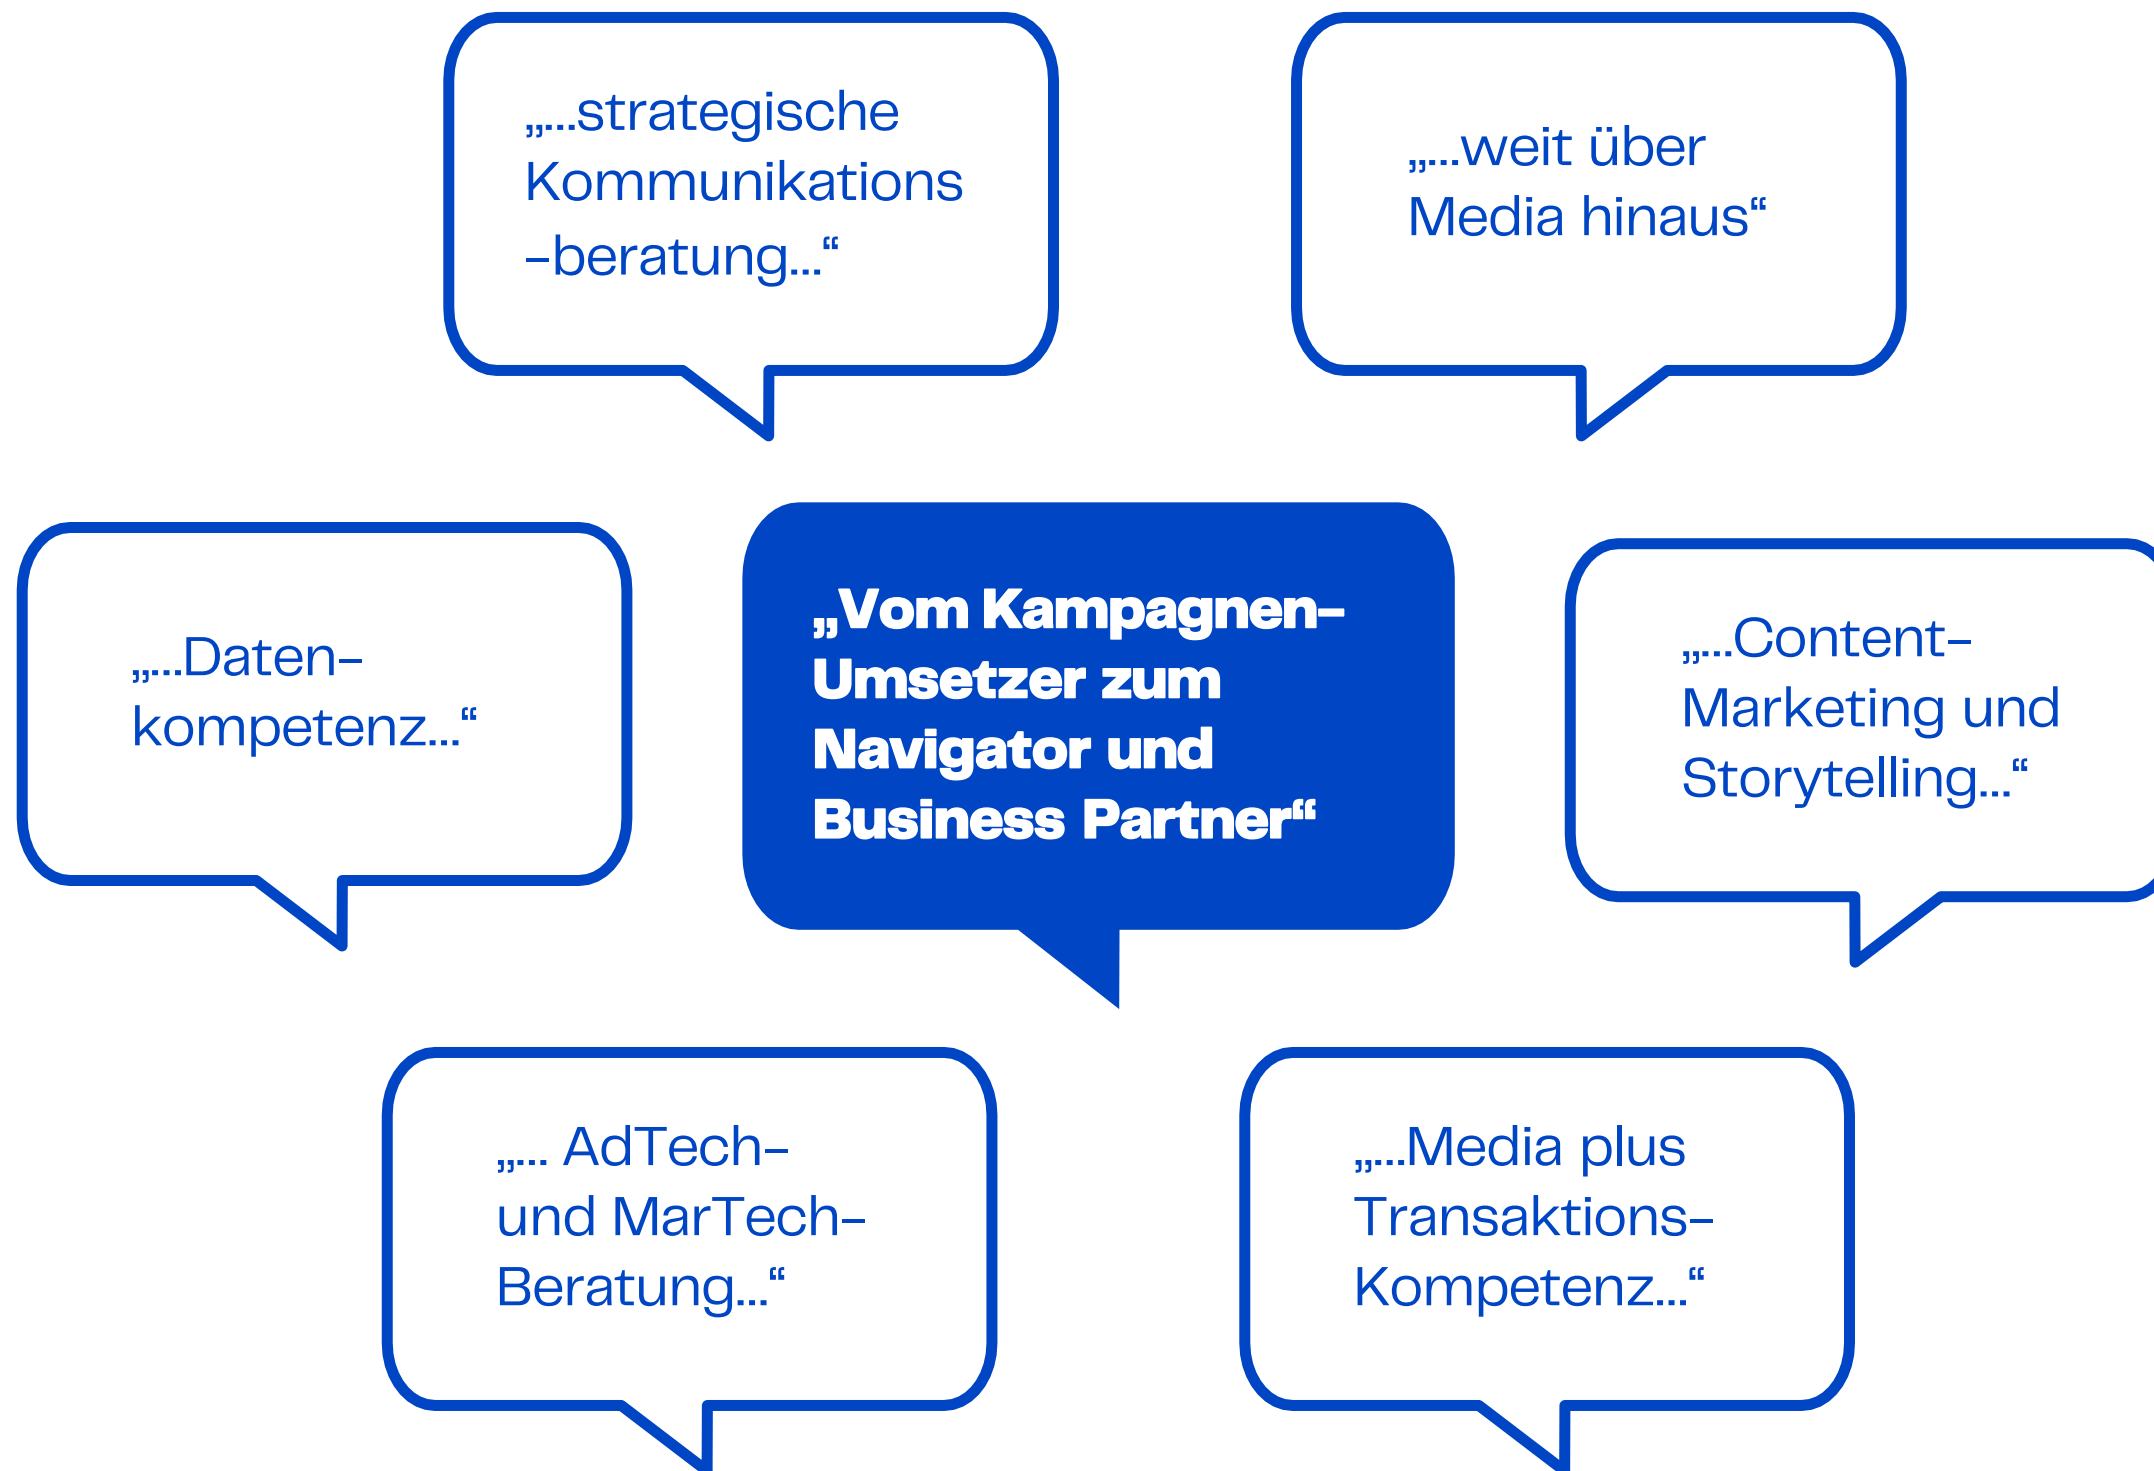 „...strategische
Kommunikations
-beratung...“
„...weit über
Media hinaus“
„...Daten-
kompetenz...“
„Vom Kampagnen-
Umsetzer zum
Navigator und
Business Partner“
„...Content-
Marketing und
Storytelling...“
„... AdTech-
und MarTech-
Beratung...“
„...Media plus
Transaktions-
Kompetenz...“